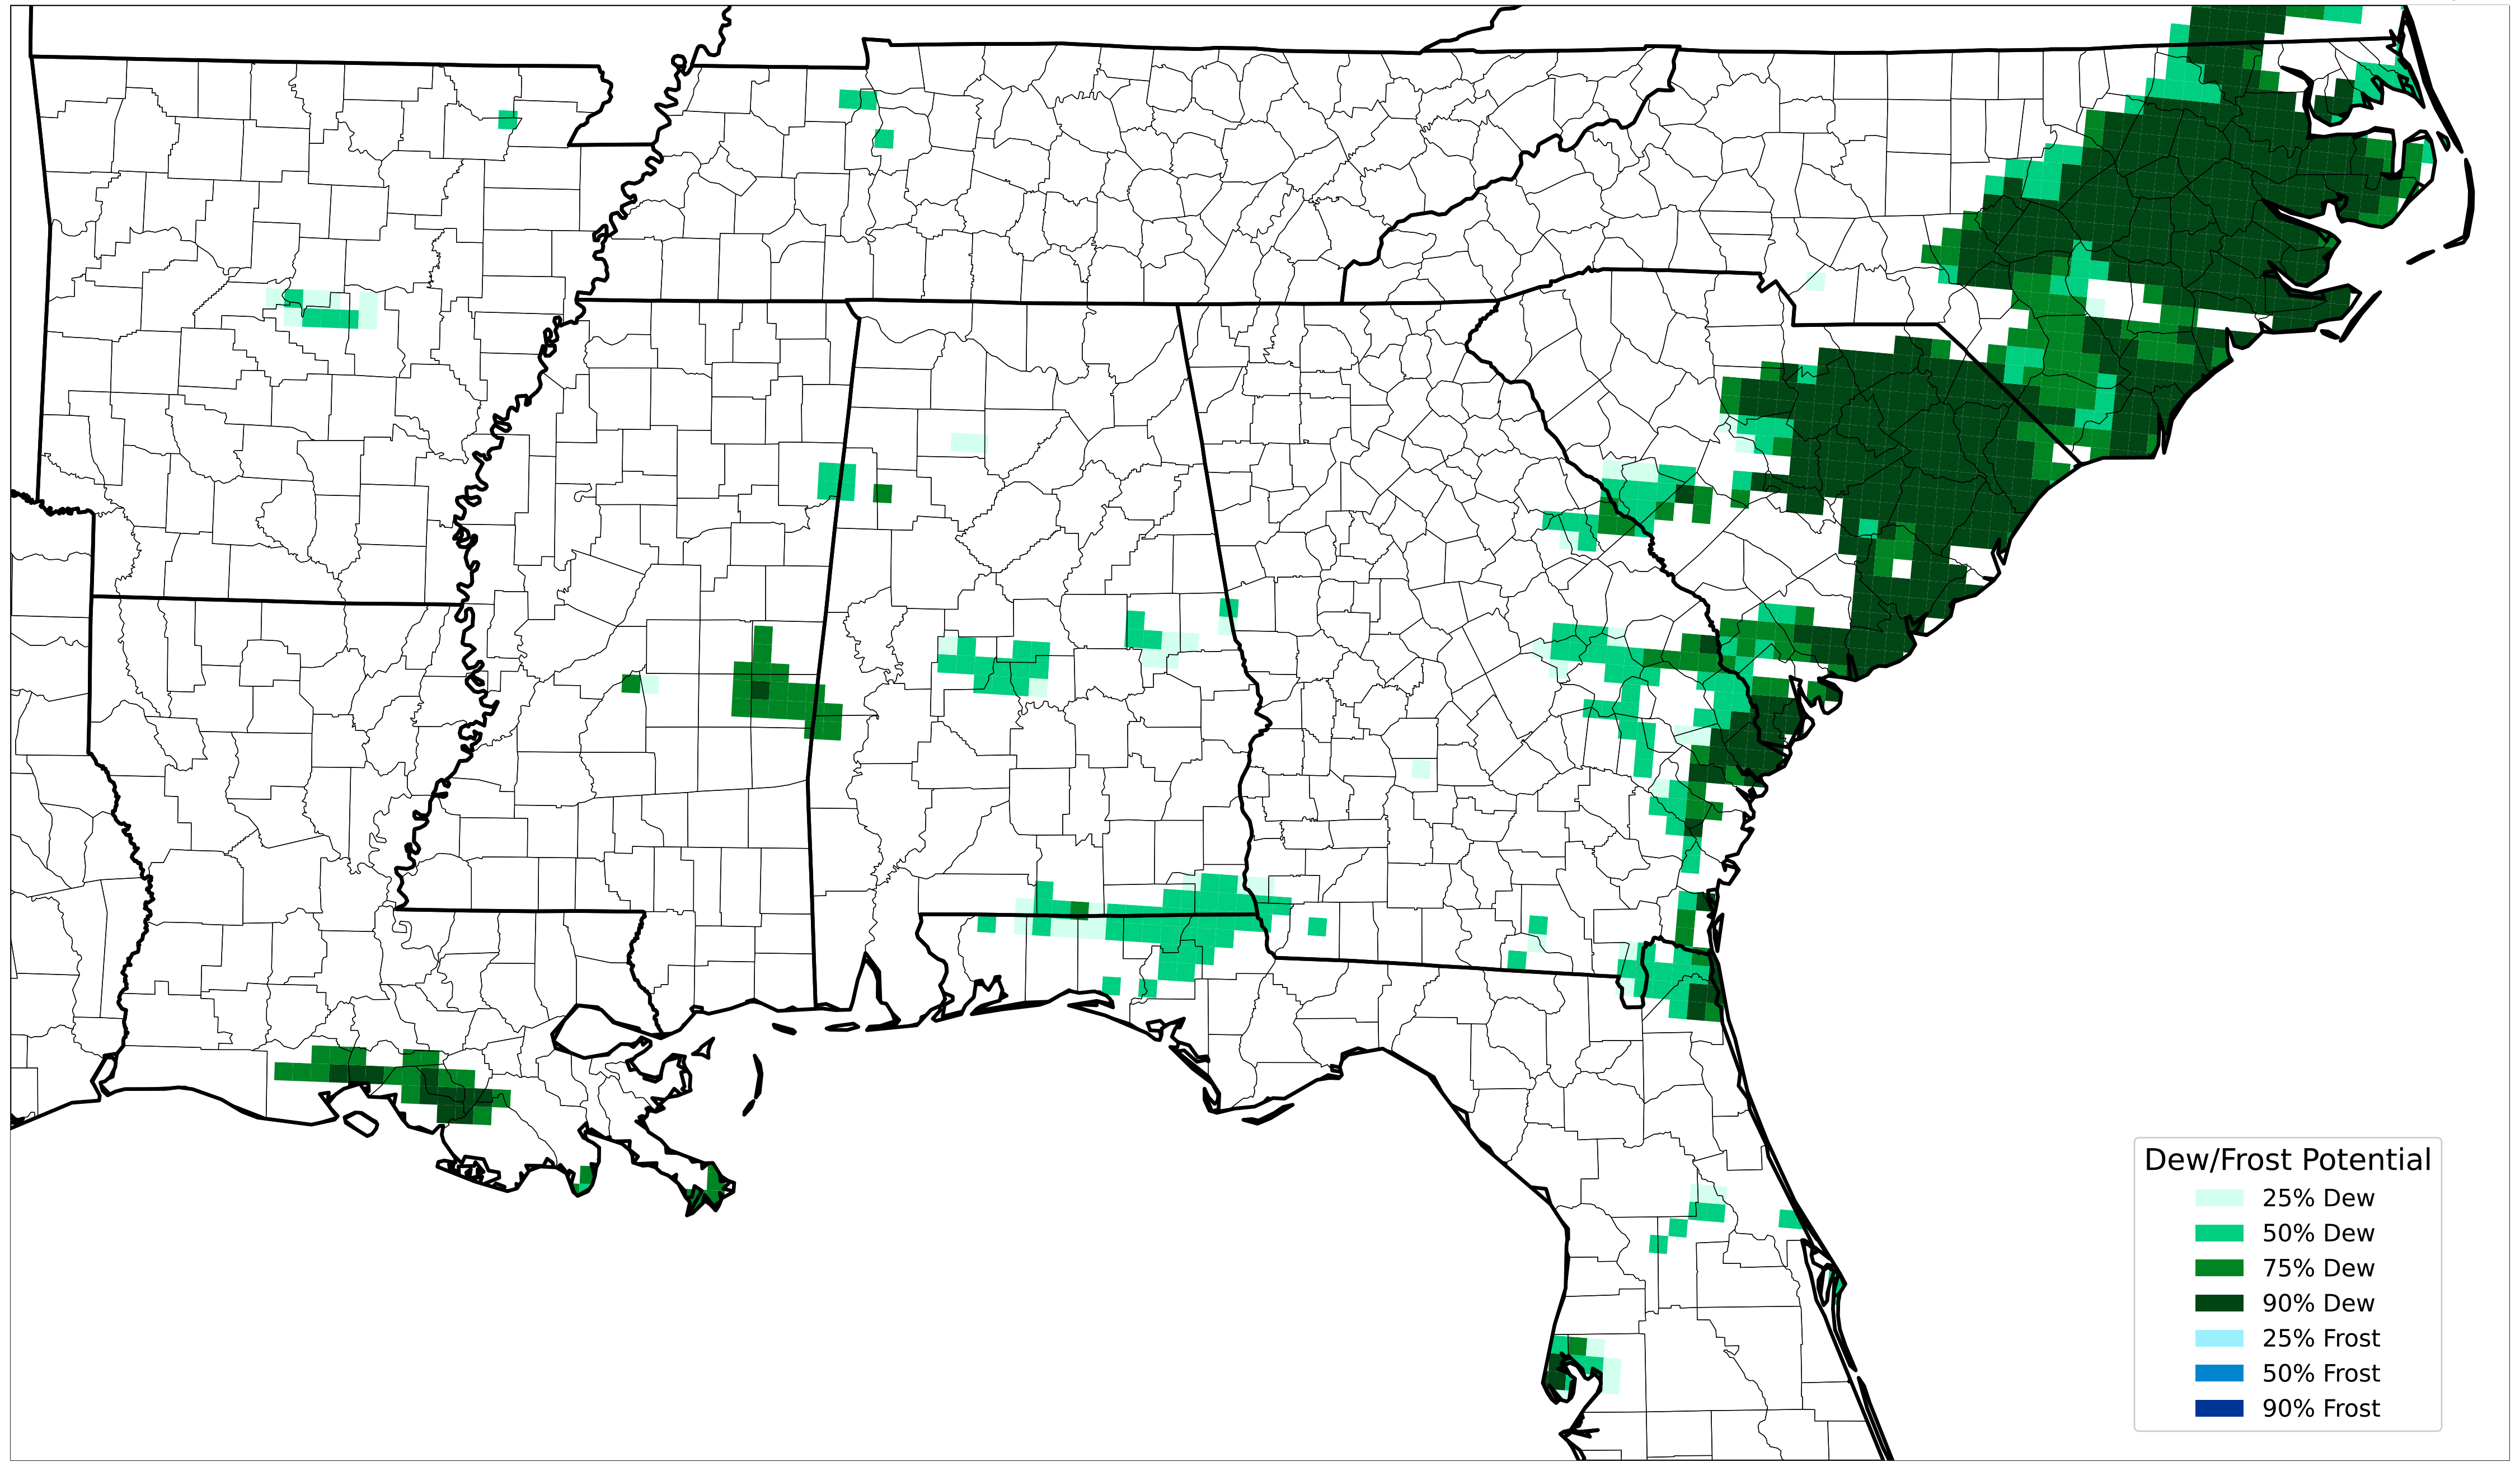 Dew/Frost Potential
25% Dew
50% Dew
75% Dew
90% Dew
25% Frost
50% Frost
90% Frost